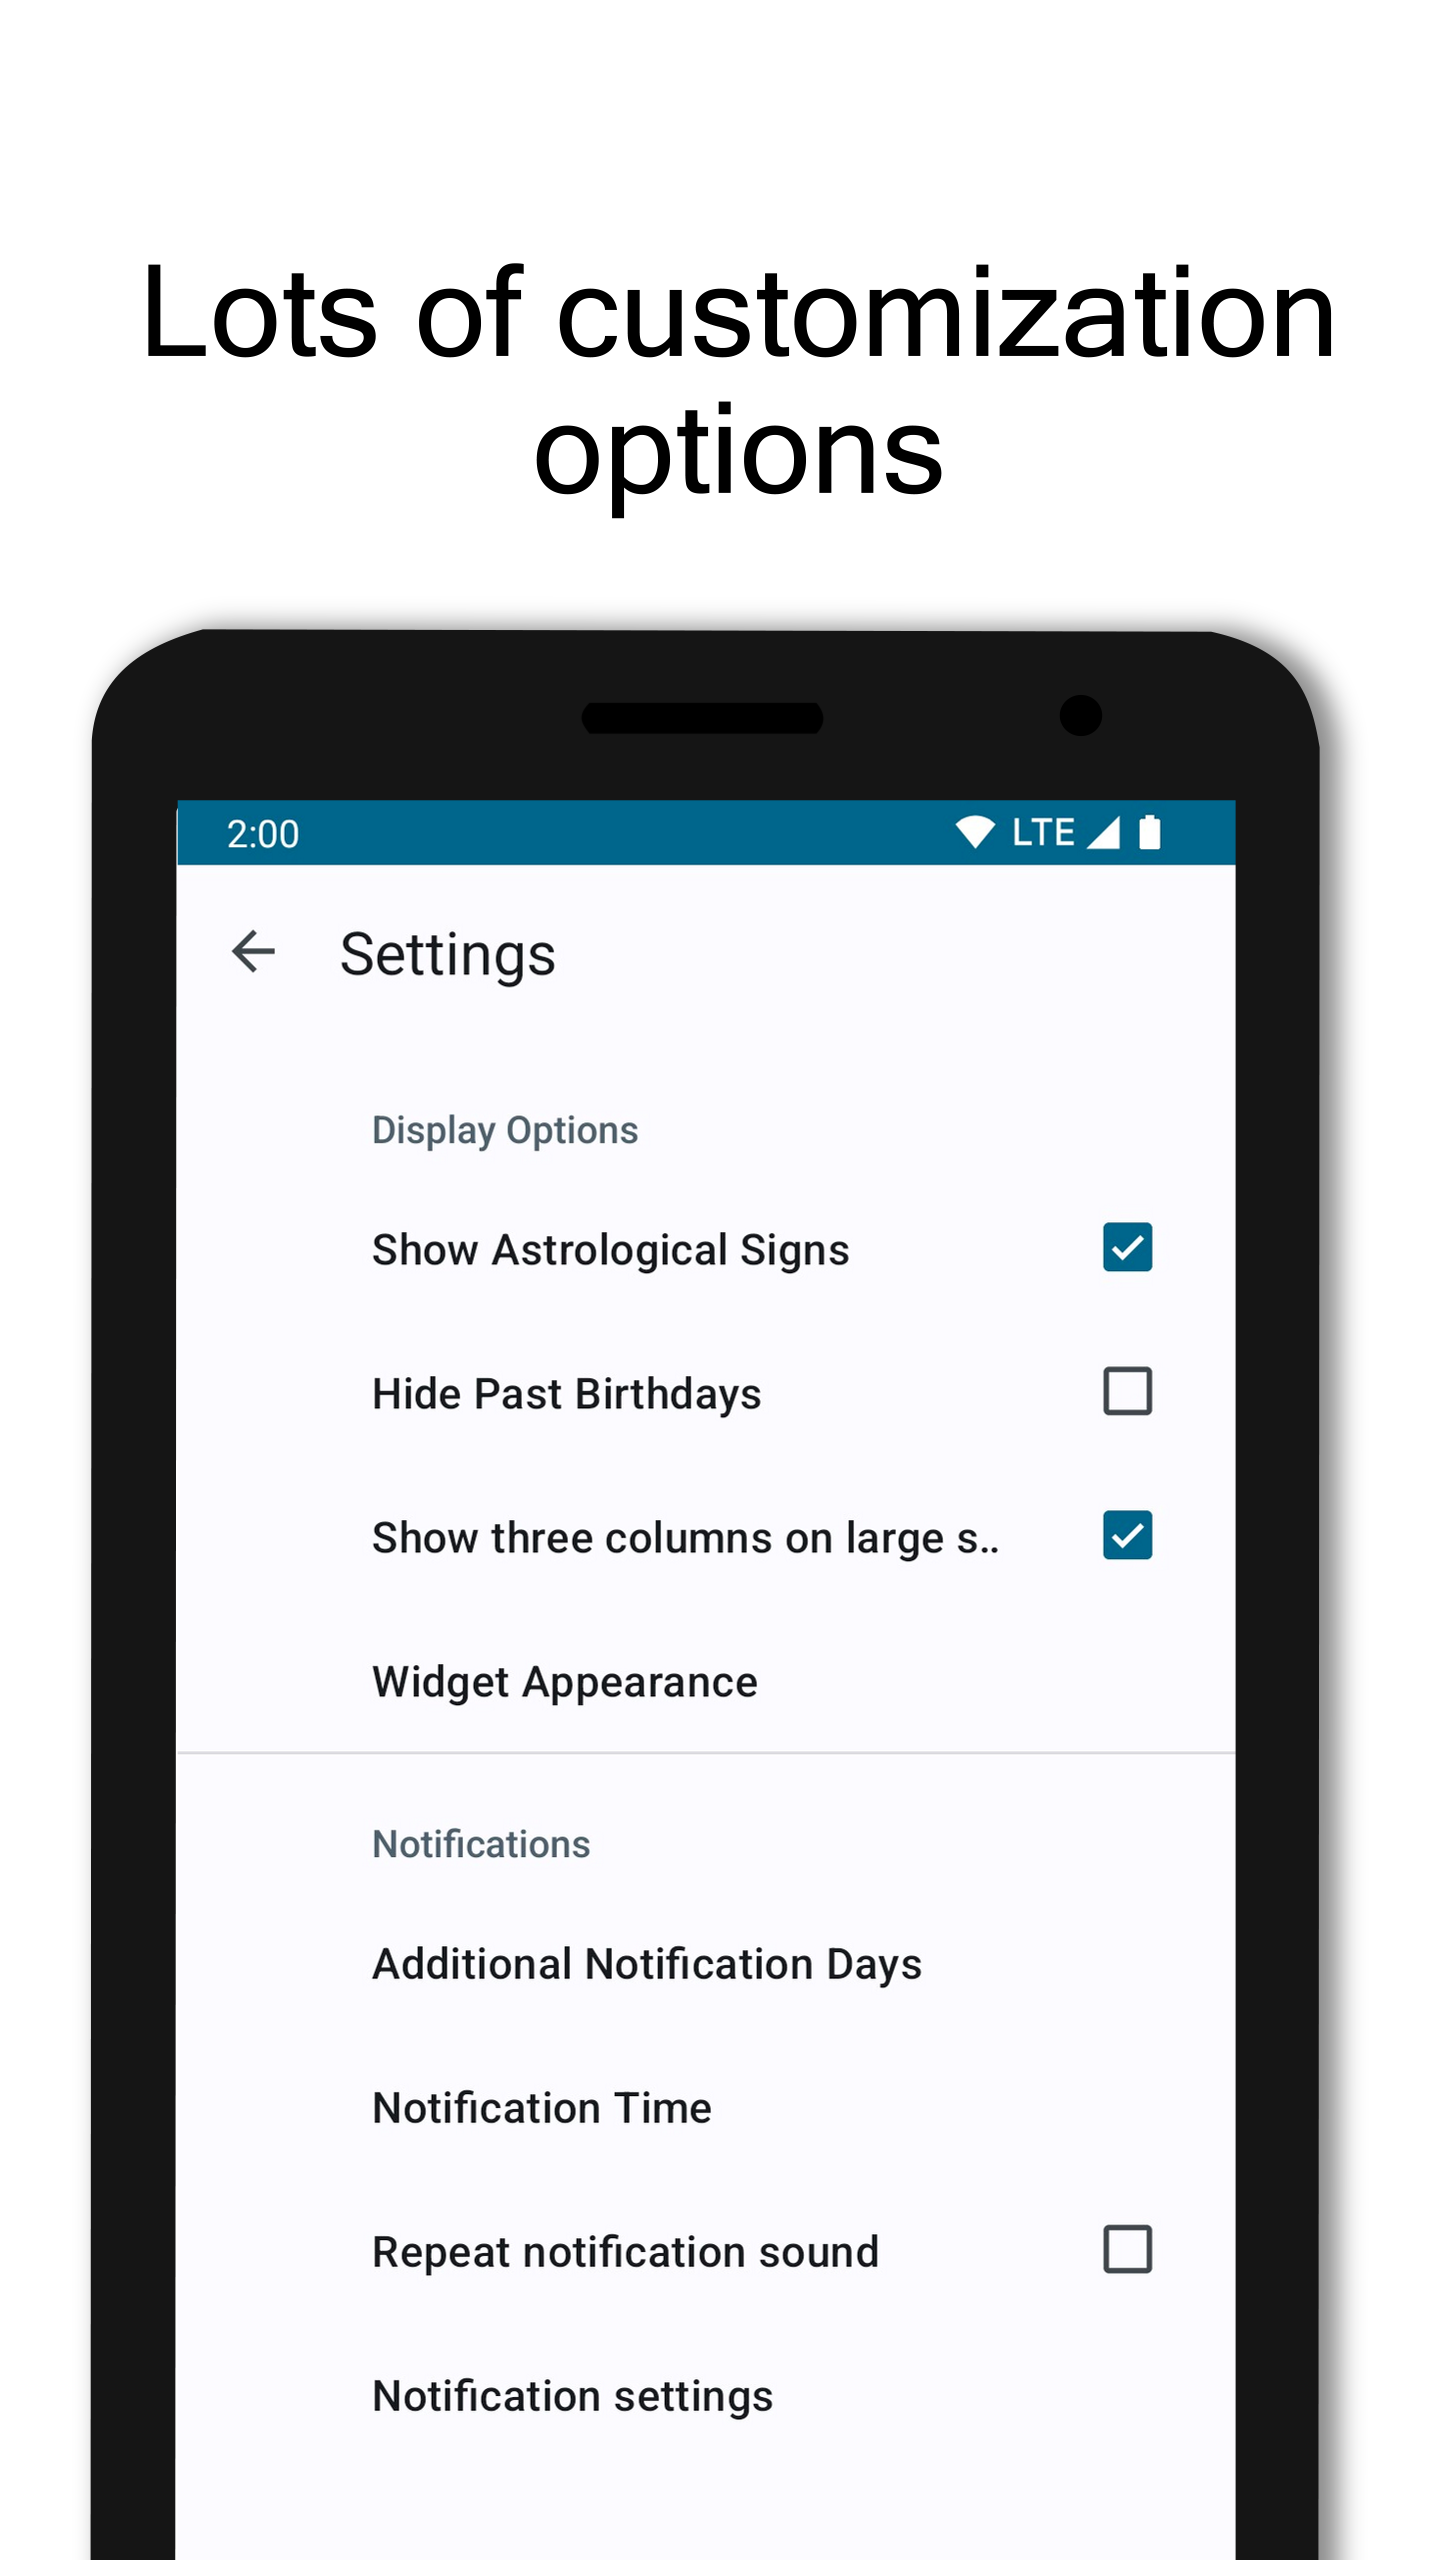 Lots of customization
options
2:00 LTE
Settings
Display Options
Show Astrological Signs
Hide Past Birthdays
Show three columns on large s..
Widget Appearance
Notifications
Additional Notification Days
Notification Time
Repeat notification sound
Notification settings